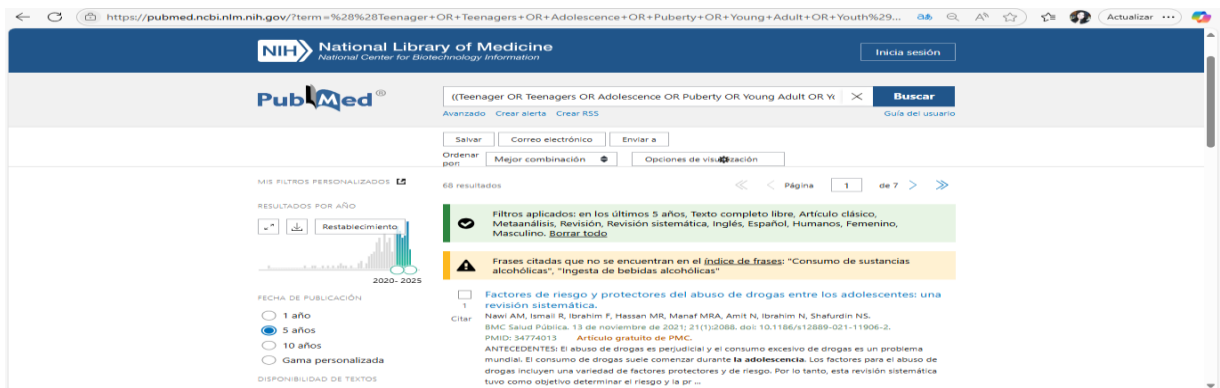 https://pubmed.ncbi.nlm.nih.gov/?term=%28%28Teenager+OR+Teenagers+OR+Adolescence+OR+Puberty+OR+Young+Adult+OR+Youth%29...
Actualizar
NIH National Library of Medicine
National Center for Biotechnology Information
Inicia sesión
PubMed®
((Teenager OR Teenagers OR Adolescence OR Puberty OR Young Adult OR Yo
Buscar
Avanzado Crear alerta Crear RSS
Guía del usuario
Salvar
Correo electrónico
Enviar a
Ordenar por:
Mejor combinación
Opciones de visualización
MIS FILTROS PERSONALIZADOS
68 resultados
Página 1 de 7
RESULTADOS POR AÑO
Restablecimiento
2020- 2025
Filtros aplicados: en los últimos 5 años, Texto completo libre, Artículo clásico,
Metaanálisis, Revisión, Revisión sistemática, Inglés, Español, Humanos, Femenino,
Masculino. Borrar todo
Frases citadas que no se encuentran en el índice de frases: "Consumo de sustancias
alcohólicas", "Ingesta de bebidas alcohólicas"
FECHA DE PUBLICACIÓN
1 año
5 años
10 años
Gama personalizada
DISPONIBILIDAD DE TEXTOS
1
Citar
Factores de riesgo y protectores del abuso de drogas entre los adolescentes: una
revisión sistemática.
Nawi AM, Ismail R, Ibrahim F, Hassan MR, Manaf MRA, Amit N, Ibrahim N, Shafurdin NS.
BMC Salud Pública. 13 de noviembre de 2021; 21(1):2088. doi: 10.1186/s12889-021-11906-2.
PMID: 34774013 Artículo gratuito de PMC.
ANTECEDENTES: El abuso de drogas es perjudicial y el consumo excesivo de drogas es un problema
mundial. El consumo de drogas suele comenzar durante la adolescencia. Los factores para el abuso de
drogas incluyen una variedad de factores protectores y de riesgo. Por lo tanto, esta revisión sistemática
tuvo como objetivo determinar el riesgo y la pr ...